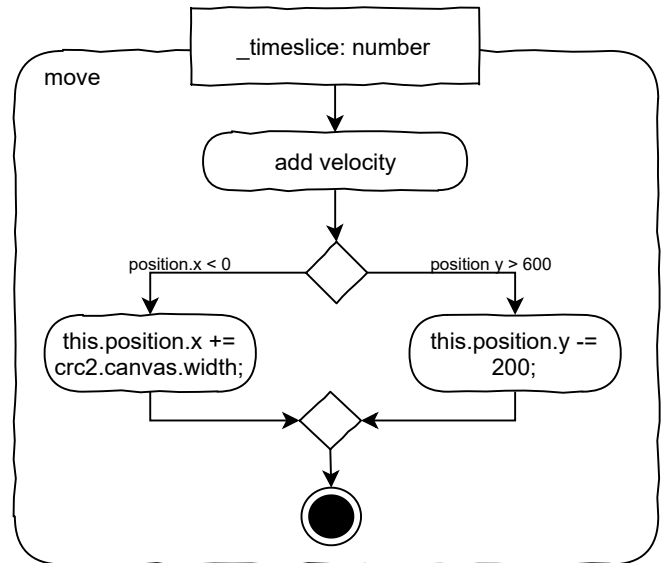 _timeslice: number
move
add velocity
position.x < 0
position y > 600
this.position.x +=
crc2.canvas.width;
this.position.y -=
200;